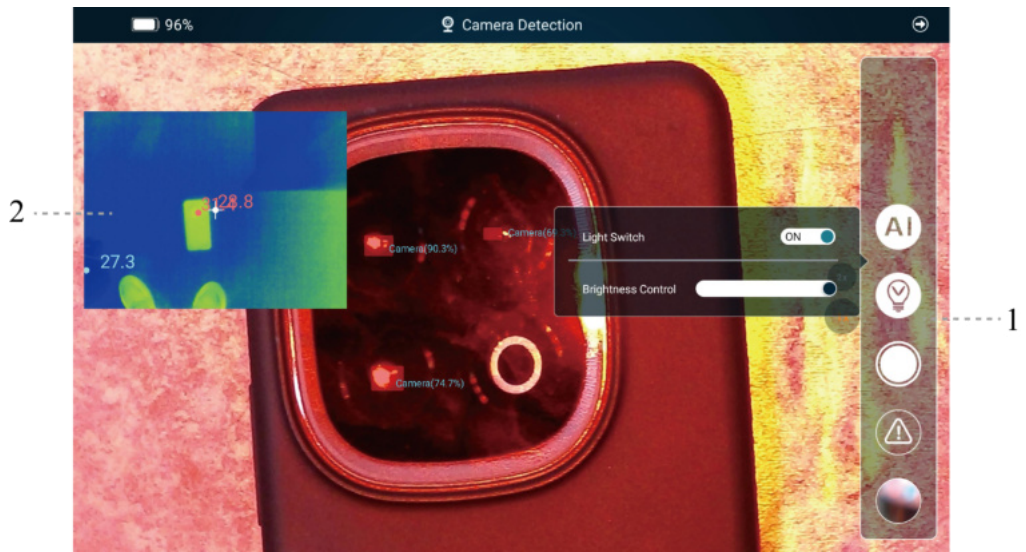 96%
Camera Detection
28.8
27.3
2
Camera(90.3%)
Light Switch
ON
Brightness Control
Camera(74.7%)
AI
1